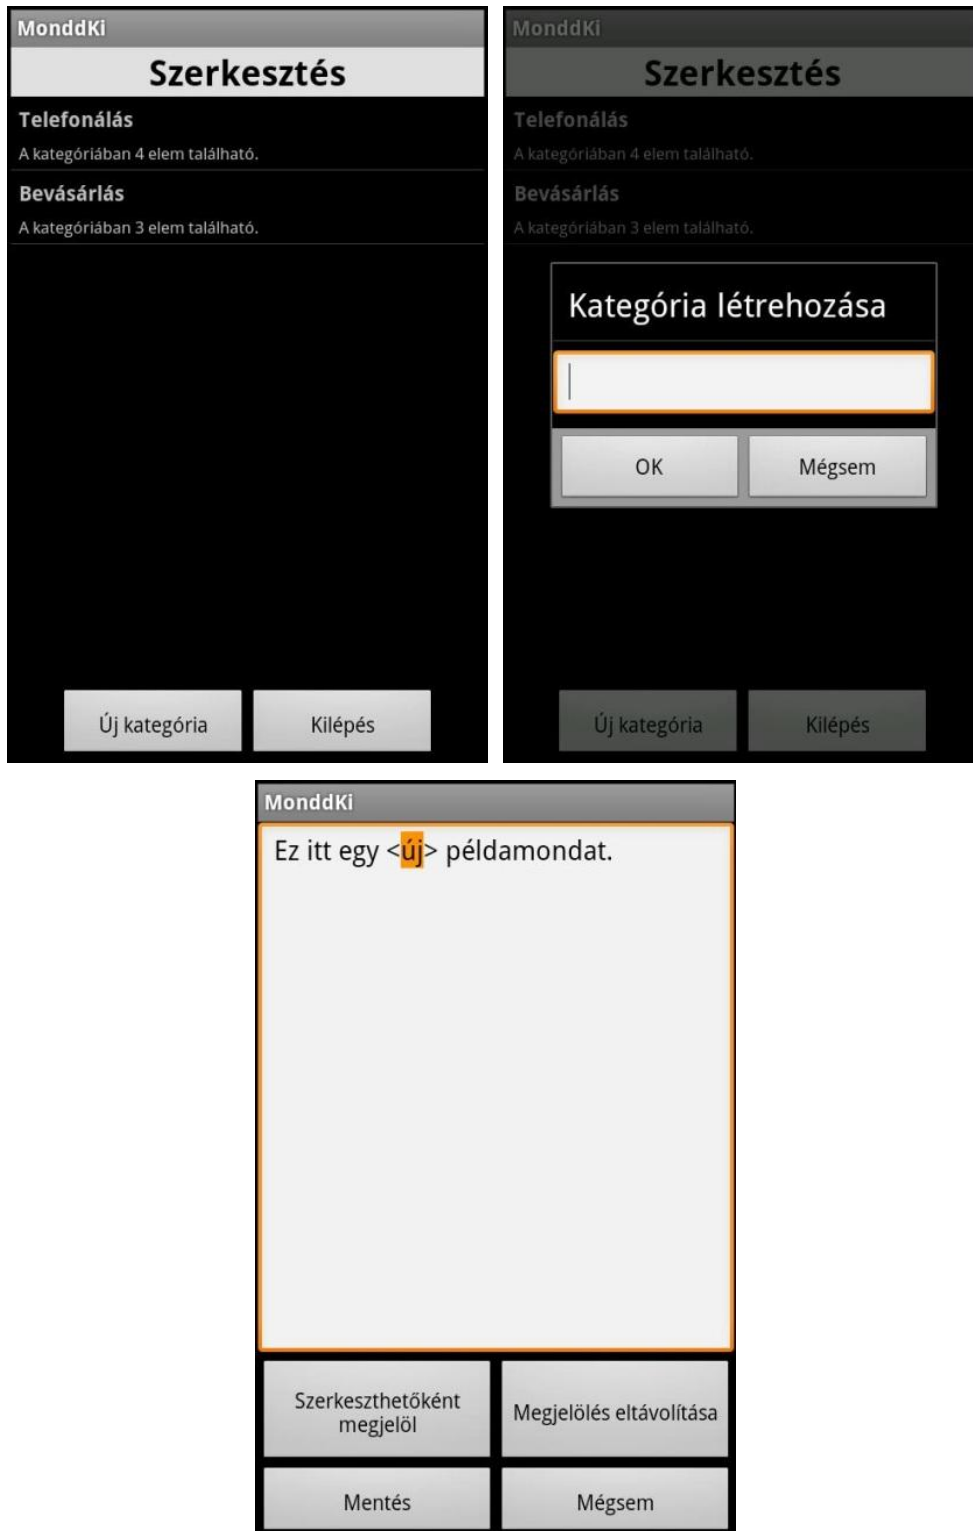 MonddKi
Szerkesztés
Telefonálás
A kategóriában 4 elem található.
Bevásárlás
A kategóriában 3 elem található.
Új kategória
Kilépés
MonddKi
Szerkesztés
Telefonálás
A kategóriában 4 elem található.
Bevásárlás
A kategóriában 3 elem található.
Kategória létrehozása
OK
Mégsem
Új kategória
Kilépés
MonddKi
Ez itt egy <új> példamondat.
Szerkeszthetőként
megjelöl
Megjelölés eltávolítása
Mentés
Mégsem